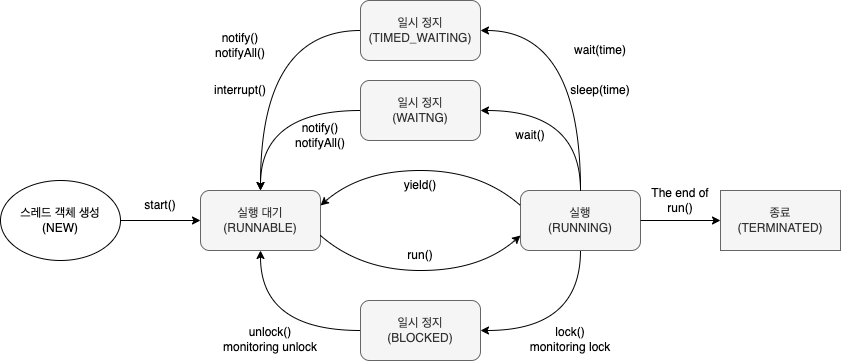 일시 정지
(TIMED_WAITING)
notify()
notifyAll()
wait(time)
interrupt()
sleep(time)
일시 정지
(WAITNG)
notify()
notifyAll()
wait()
yield()
스레드 객체 생성
(NEW)
start()
실행 대기
(RUNNABLE)
실행
(RUNNING)
The end of
run()
종료
(TERMINATED)
run()
일시 정지
(BLOCKED)
unlock()
monitoring unlock
lock()
monitoring lock